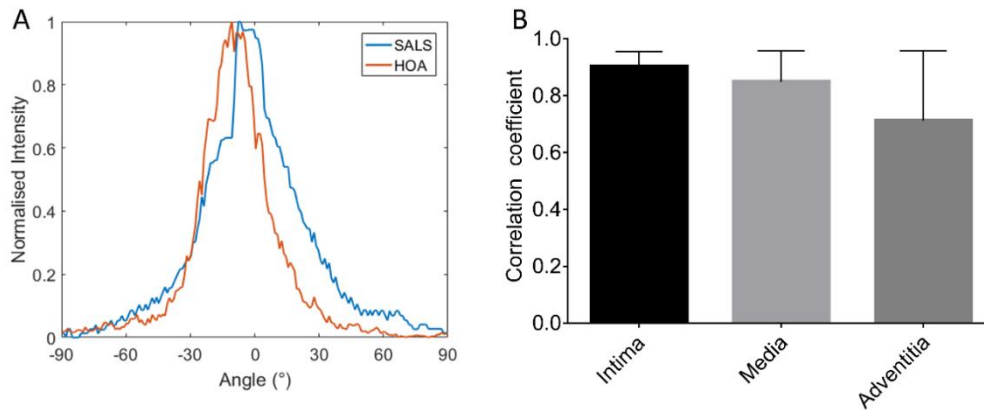 A
SALS
HOA
Normalised Intensity
1
0.8
0.6
0.4
0.2
0
-90
-60
-30
0
30
60
90
Angle (°)
B
Correlation coefficient
1.0
0.8
0.6
0.4
0.2
0.0
Intima
Media
Adventitia